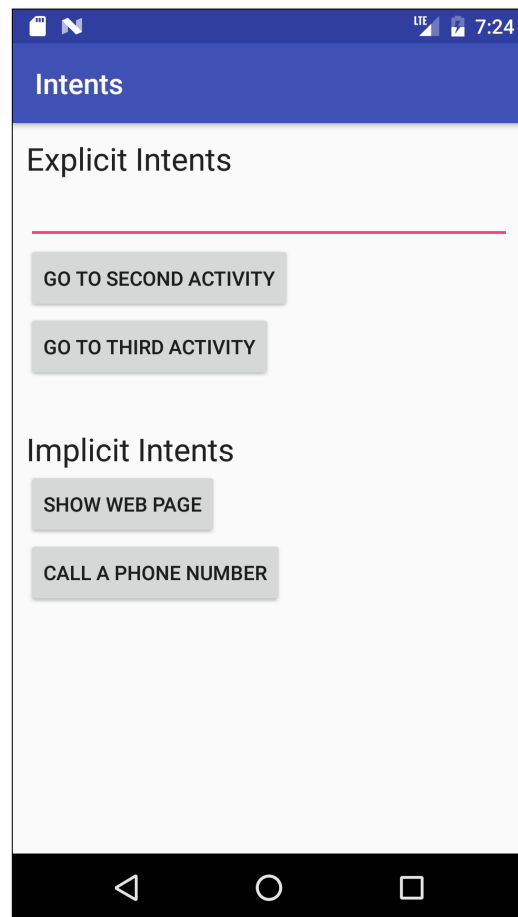 LTE 7:24
Intents
Explicit Intents
GO TO SECOND ACTIVITY
GO TO THIRD ACTIVITY
Implicit Intents
SHOW WEB PAGE
CALL A PHONE NUMBER